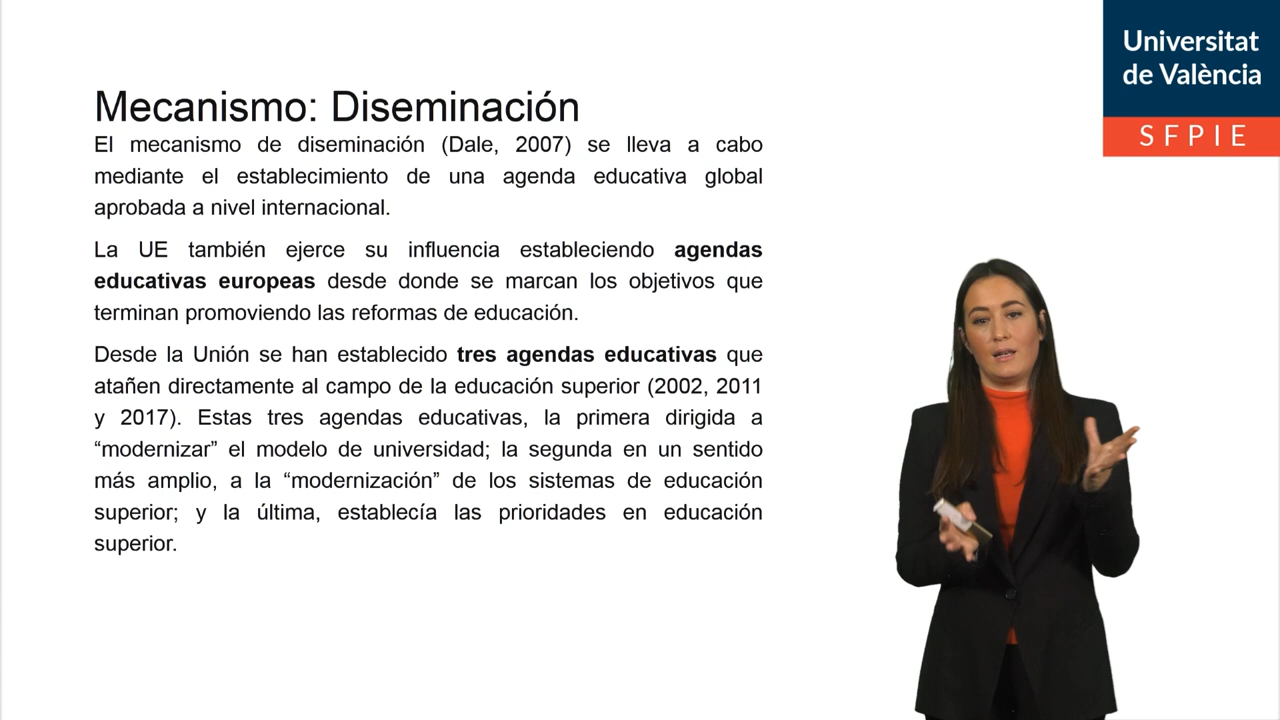 Universitat
de València
SFPIE
Mecanismo: Diseminación
El mecanismo de diseminación (Dale, 2007) se lleva a cabo
mediante el establecimiento de una agenda educativa global
aprobada a nivel internacional.
La UE también ejerce su influencia estableciendo agendas
educativas europeas desde donde se marcan los objetivos que
terminan promoviendo las reformas de educación.
Desde la Unión se han establecido tres agendas educativas que
atañen directamente al campo de la educación superior (2002, 2011
y 2017). Estas tres agendas educativas, la primera dirigida a
“modernizar” el modelo de universidad; la segunda en un sentido
más amplio, a la “modernización” de los sistemas de educación
superior; y la última, establecía las prioridades en educación
superior.